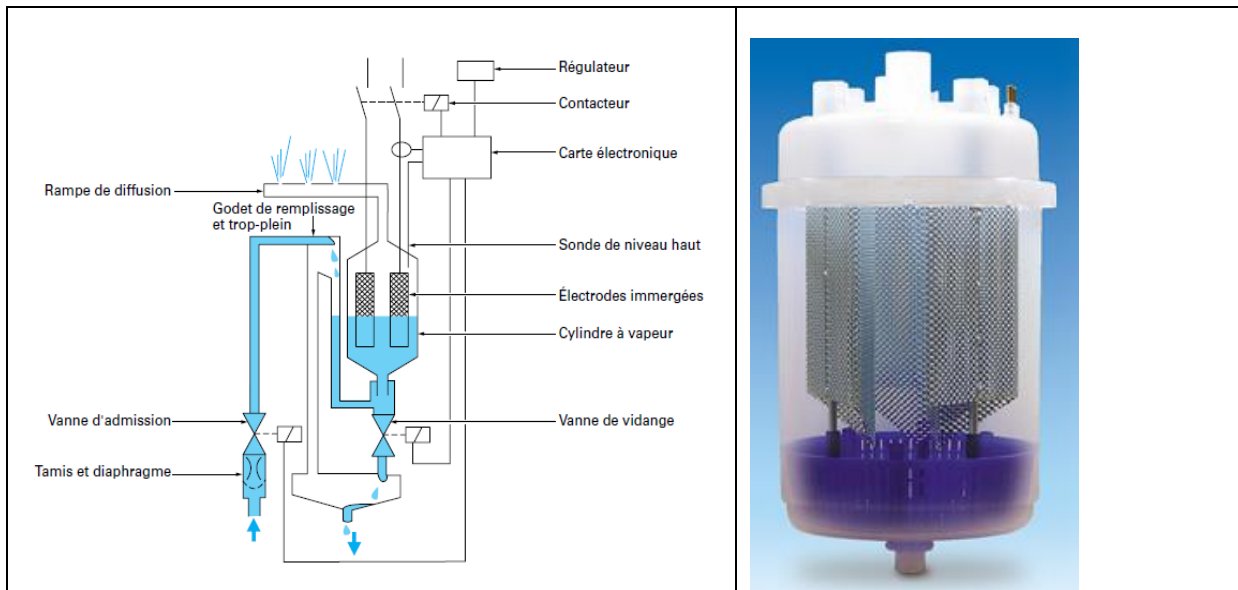 Régulateur
Contacteur
Carte électronique
Rampe de diffusion
Godet de remplissage
et trop-plein
Sonde de niveau haut
Électrodes immergées
Cylindre à vapeur
Vanne d'admission
Vanne de vidange
Tamis et diaphragme